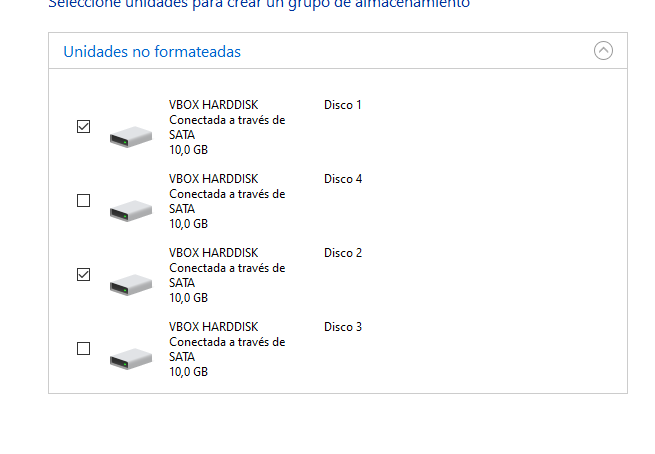 Seleccione unidades para crear un grupo de almacenamiento
Unidades no formateadas
VBOX HARDDISK Disco 1
Conectada a través de
SATA
10,0 GB
VBOX HARDDISK Disco 4
Conectada a través de
SATA
10,0 GB
VBOX HARDDISK Disco 2
Conectada a través de
SATA
10,0 GB
VBOX HARDDISK Disco 3
Conectada a través de
SATA
10,0 GB